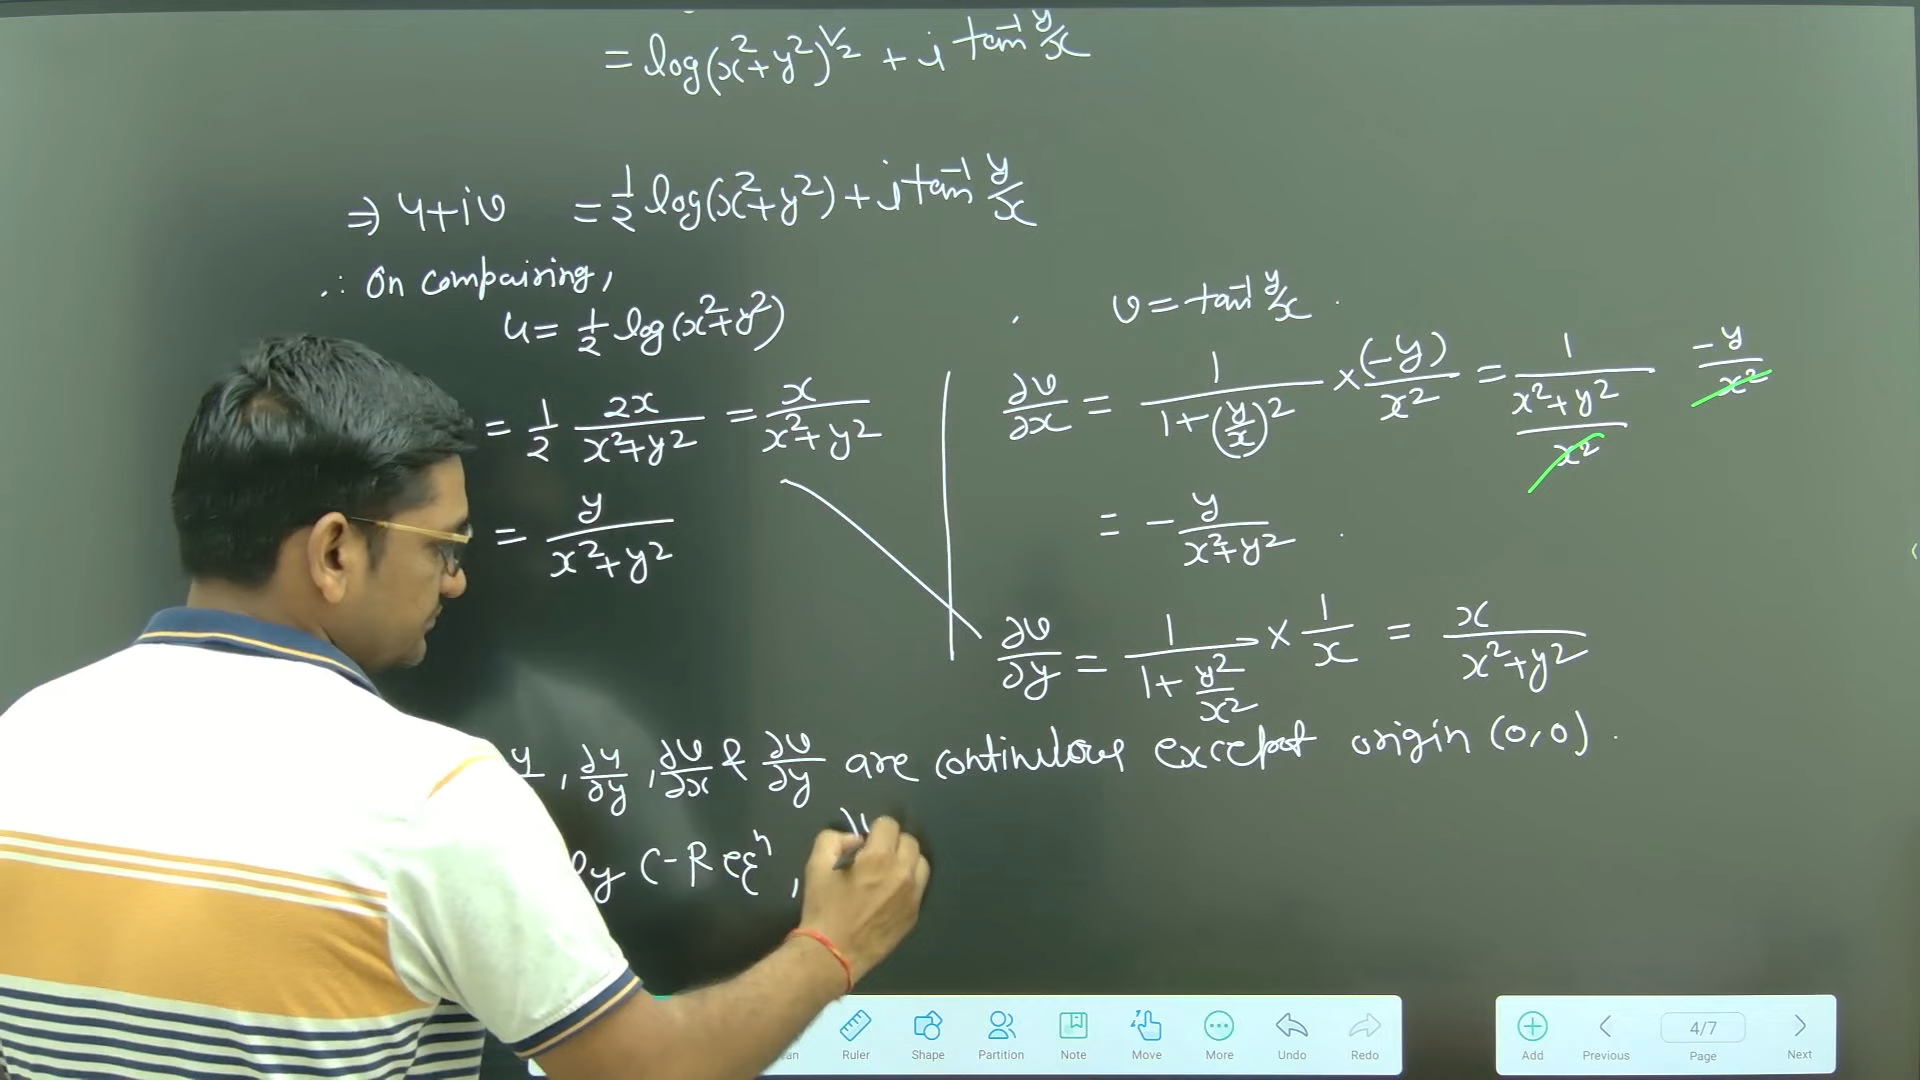 = log(x²+y²)^½ + i tan⁻¹ y/x
⇒ u+iv = 1/2 log(x²+y²) + i tan⁻¹ y/x
∴ On compairing,
u = 1/2 log(x²+y²)
= 1/2 2x/(x²+y²) = x/(x²+y²)
= y/(x²+y²)
v = tan⁻¹ y/x
∂v/∂x = 1/(1+(y/x)²) × (-y)/x² = 1/((x²+y²)/x²) -y/x²
= - y/(x²+y²)
∂v/∂y = 1/(1+y²/x²) × 1/x = x/(x²+y²)
, ∂u/∂y , ∂v/∂x & ∂v/∂y are continuous except origin (0,0).
by C-R eqⁿ,
Ruler Shape Partition Note Move More Undo Redo
Add Previous 4/7 Page Next